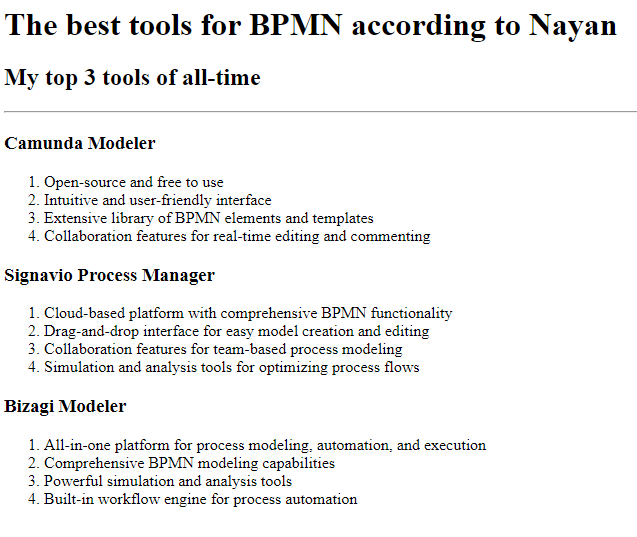 The best tools for BPMN according to Nayan
My top 3 tools of all-time
Camunda Modeler
1. Open-source and free to use
2. Intuitive and user-friendly interface
3. Extensive library of BPMN elements and templates
4. Collaboration features for real-time editing and commenting
Signavio Process Manager
1. Cloud-based platform with comprehensive BPMN functionality
2. Drag-and-drop interface for easy model creation and editing
3. Collaboration features for team-based process modeling
4. Simulation and analysis tools for optimizing process flows
Bizagi Modeler
1. All-in-one platform for process modeling, automation, and execution
2. Comprehensive BPMN modeling capabilities
3. Powerful simulation and analysis tools
4. Built-in workflow engine for process automation